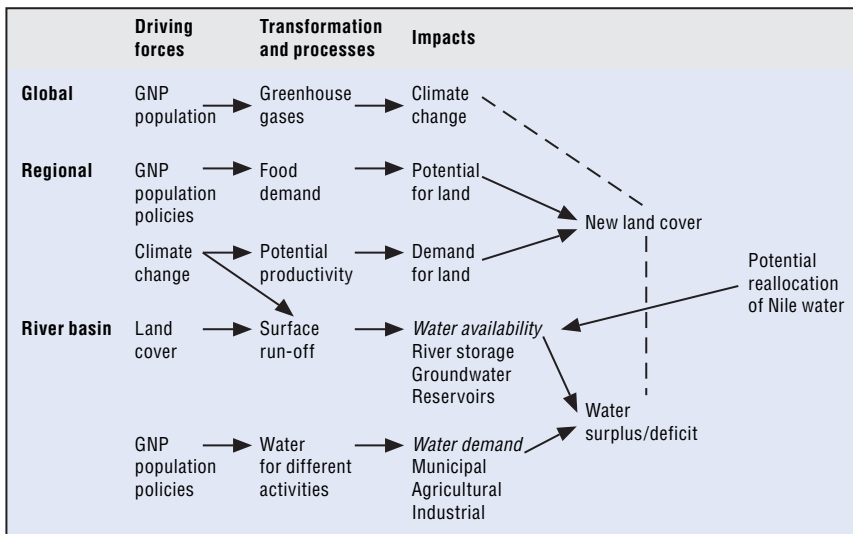 Driving
forces
Transformation
and processes
Impacts
Global
GNP
population
Greenhouse
gases
Climate
change
Regional
GNP
population
policies
Food
demand
Potential
for land
New land cover
Climate
change
Potential
productivity
Demand
for land
Potential
reallocation
of Nile water
River basin
Land
cover
Surface
run-off
Water availability
River storage
Groundwater
Reservoirs
Water
surplus/deficit
GNP
population
policies
Water
for different
activities
Water demand
Municipal
Agricultural
Industrial